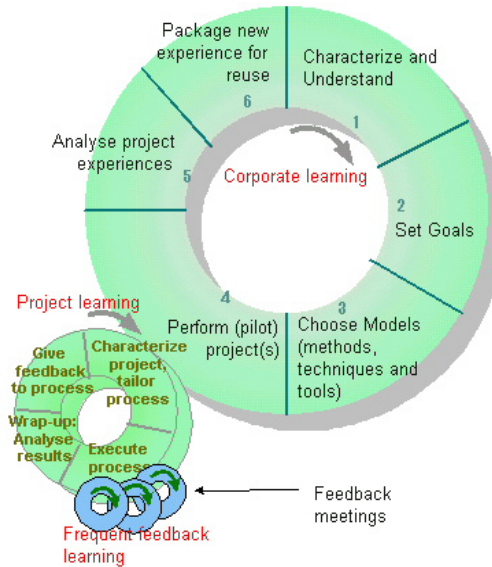 Package new
experience for
reuse
6
Characterize and
Understand
1
Analyse project
experiences
5
Corporate learning
2
Set Goals
4
3
Perform (pilot)
project(s)
Choose Models
(methods,
techniques and
tools)
Project learning
Give
feedback
to process
Characterize
project,
tailor
process
Wrap-up:
Analyse
results
Execute
process
Feedback
meetings
Frequent feedback
learning